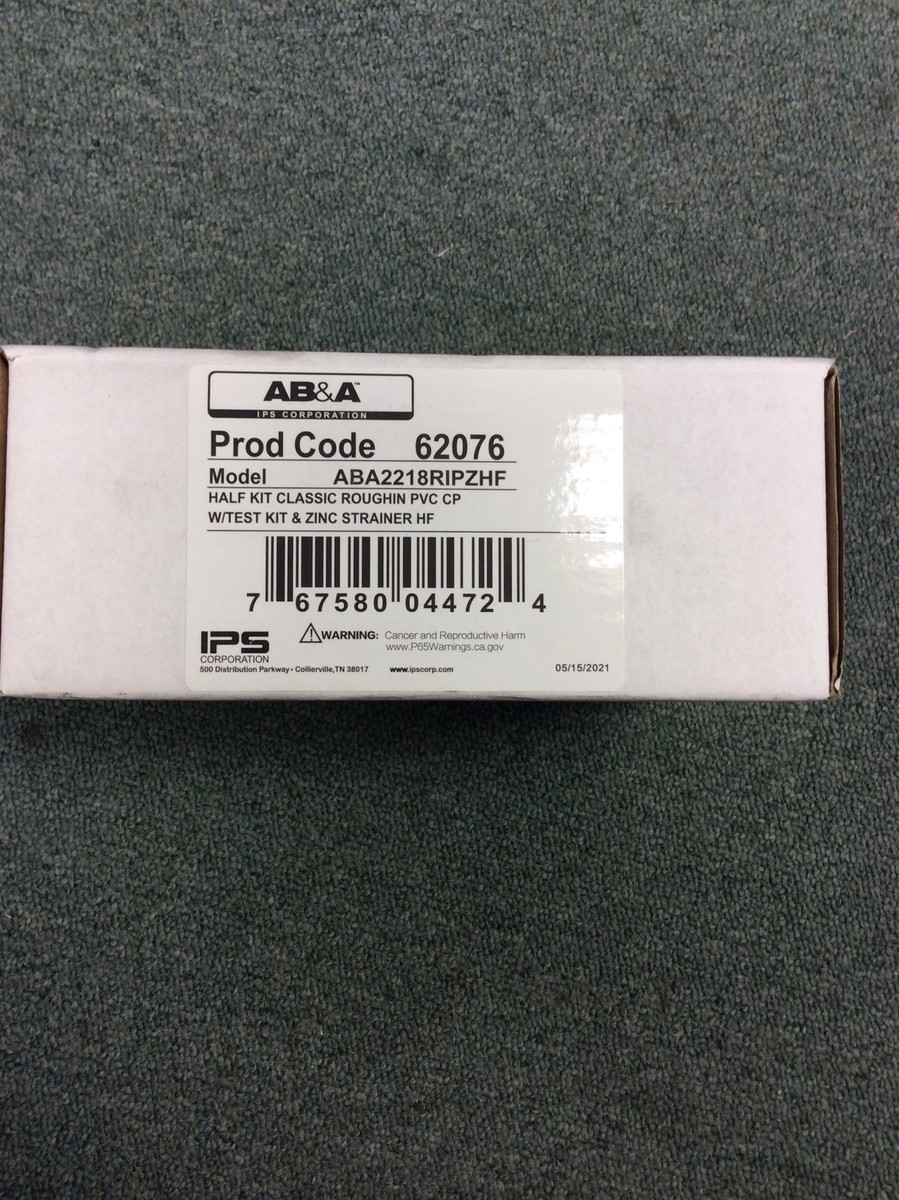 AB&A™
IPS CORPORATION
Prod Code 62076
Model ABA2218RIPZHF
HALF KIT CLASSIC ROUGHIN PVC CP
W/TEST KIT & ZINC STRAINER HF
7 67580 04472 4
IPS
CORPORATION
⚠WARNING: Cancer and Reproductive Harm
www.P65Warnings.ca.gov
500 Distribution Parkway • Collierville,TN 38017 www.ipscorp.com 05/15/2021